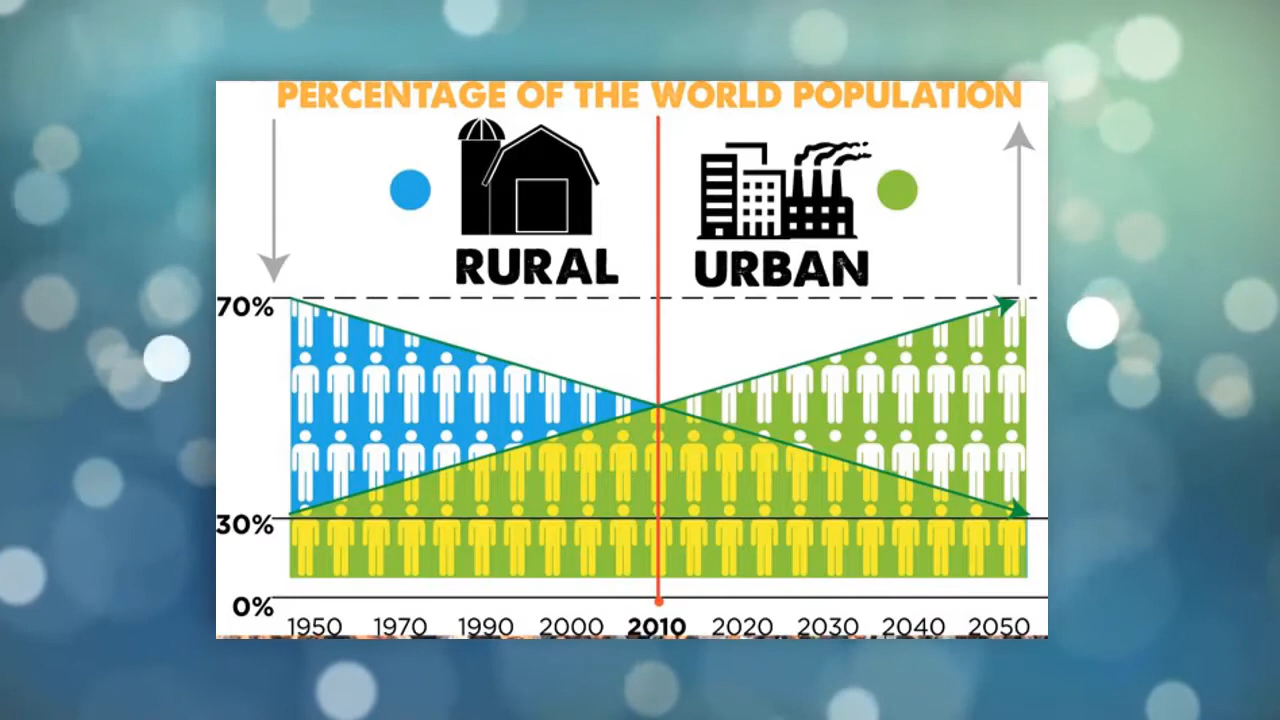 PERCENTAGE OF THE WORLD POPULATION
RURAL
URBAN
70%
30%
0%
1950 1970 1990 2000 2010 2020 2030 2040 2050